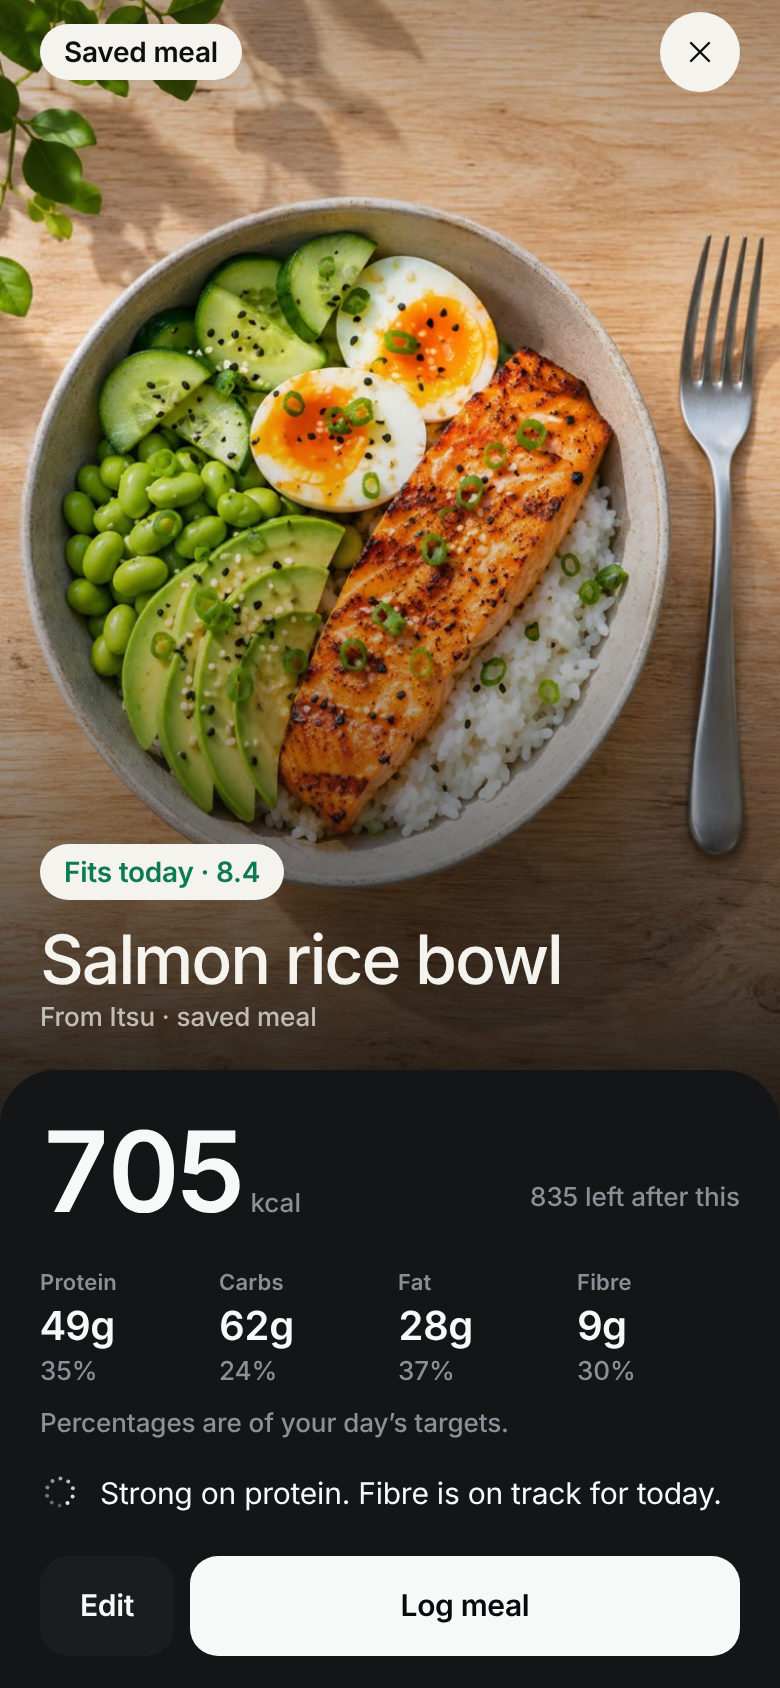 Saved meal
Fits today · 8.4
Salmon rice bowl
From Itsu · saved meal
705 kcal
835 left after this
Protein Carbs Fat Fibre
49g 62g 28g 9g
35% 24% 37% 30%
Percentages are of your day’s targets.
Strong on protein. Fibre is on track for today.
Edit
Log meal